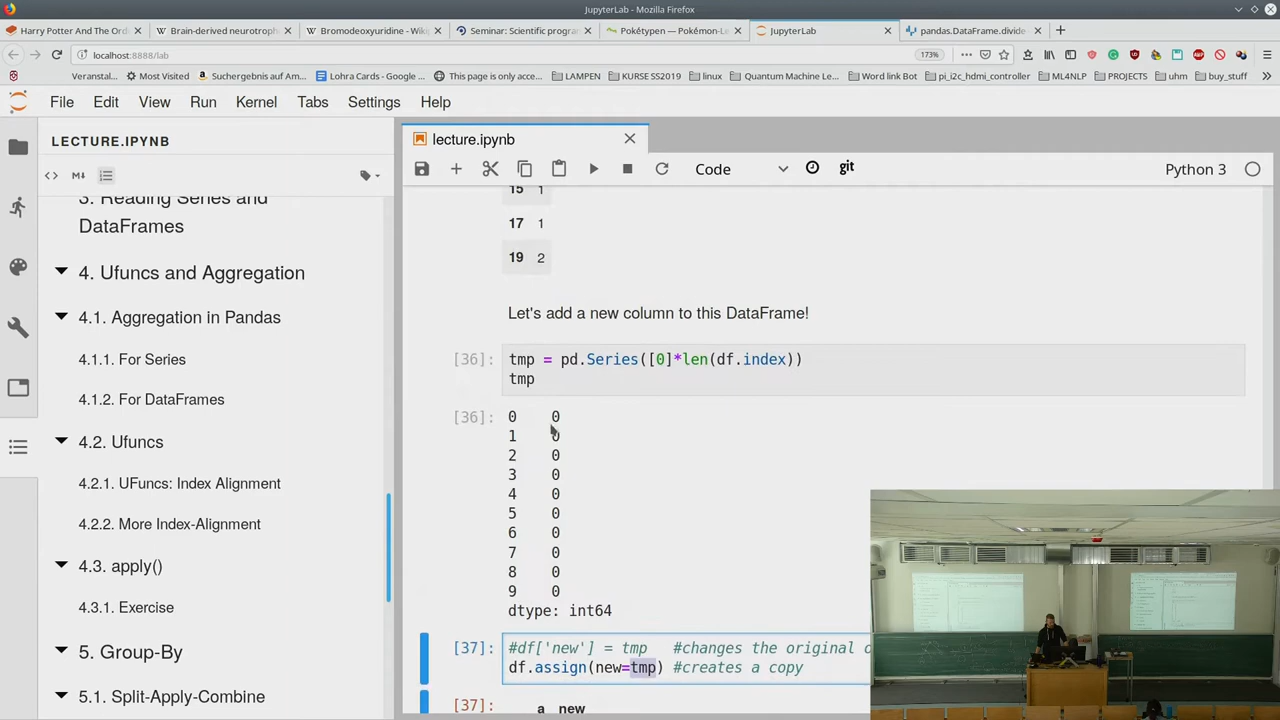 JupyterLab - Mozilla Firefox
Harry Potter And The Ord
Brain-derived neurotroph
Bromodeoxyuridine - Wiki
Seminar: Scientific program
Pokétypen — Pokémon-Le
JupyterLab
pandas.DataFrame.divide
localhost:8888/lab
173%
Veranstal...
Most Visited
Suchergebnis auf Am...
Lohra Cards - Google ...
This page is only acce...
LAMPEN
KURSE SS2019
linux
Quantum Machine Le...
Word link Bot
pi_i2c_hdmi_controller
ML4NLP
PROJECTS
uhm
buy_stuff
File Edit View Run Kernel Tabs Settings Help
LECTURE.IPYNB
3. Reading Series and
DataFrames
4. Ufuncs and Aggregation
4.1. Aggregation in Pandas
4.1.1. For Series
4.1.2. For DataFrames
4.2. Ufuncs
4.2.1. UFuncs: Index Alignment
4.2.2. More Index-Alignment
4.3. apply()
4.3.1. Exercise
5. Group-By
5.1. Split-Apply-Combine
lecture.ipynb
Code
git
Python 3
15 1
17 1
19 2
Let's add a new column to this DataFrame!
[36]: tmp = pd.Series([0]*len(df.index))
tmp
[36]: 0 0
1 0
2 0
3 0
4 0
5 0
6 0
7 0
8 0
9 0
dtype: int64
[37]: #df['new'] = tmp #changes the original
df.assign(new=tmp) #creates a copy
[37]: a new